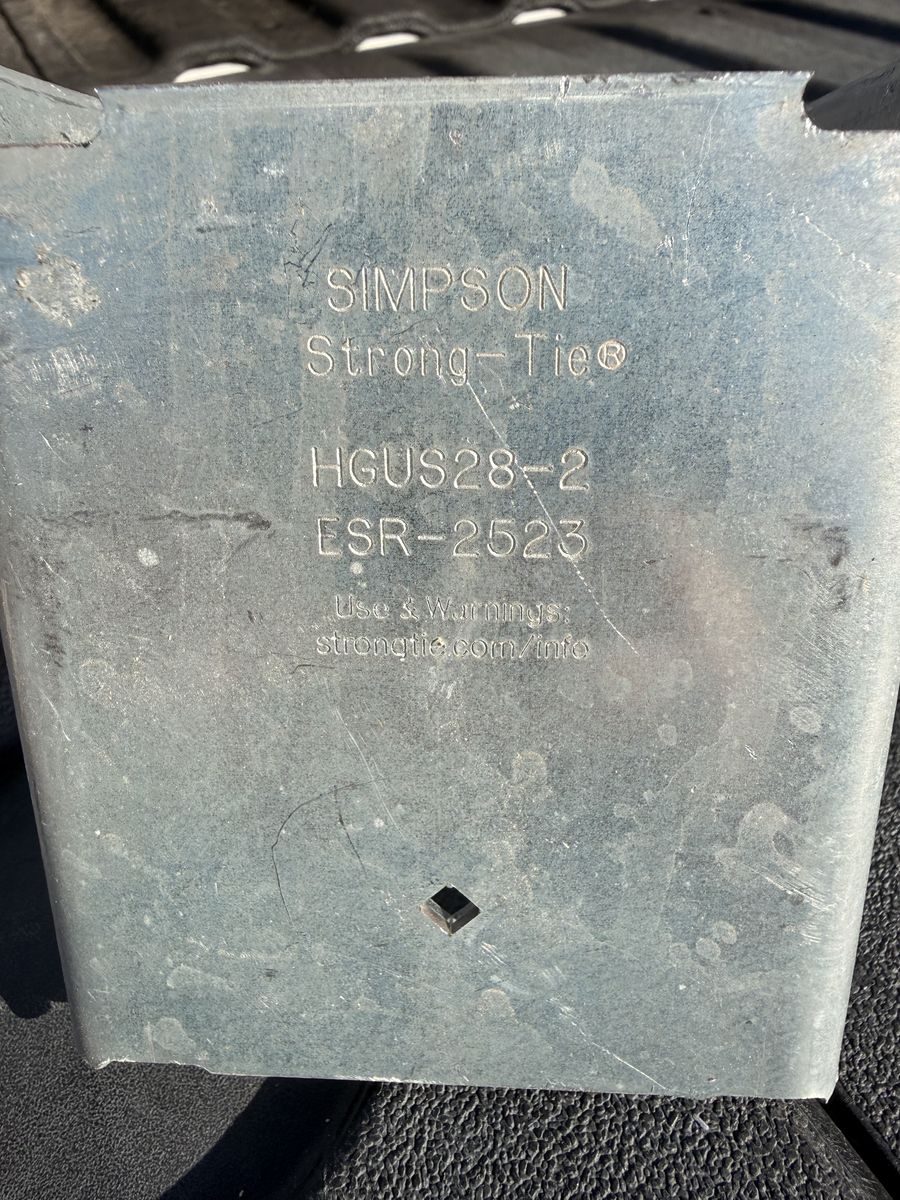 SIMPSON
Strong-Tie®
HGUS28-2
ESR-2523
Use & Warnings:
strongtie.com/info